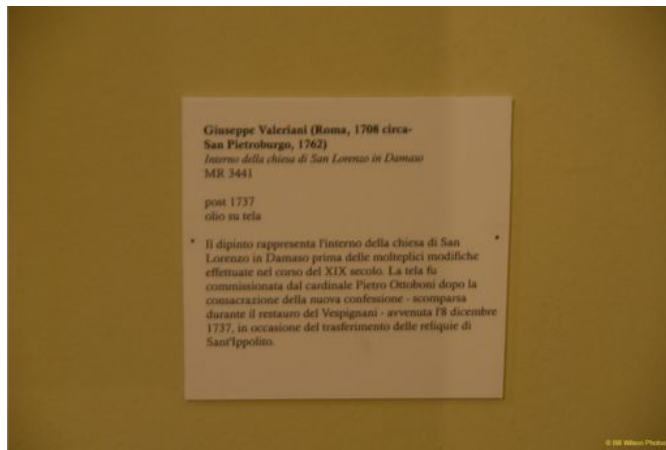 Giuseppe Valeriani (Roma, 1708 circa-
San Pietroburgo, 1762)
Interno della chiesa di San Lorenzo in Damaso
MR 3441
post 1737
olio su tela
Il dipinto rappresenta l'interno della chiesa di San
Lorenzo in Damaso prima delle molteplici modifiche
effettuate nel corso del XIX secolo. La tela fu
commissionata dal cardinale Pietro Ottoboni dopo la
consacrazione della nuova confessione - scomparsa
durante il restauro del Vespignani - avvenuta l'8 dicembre
1737, in occasione del trasferimento delle reliquie di
Sant'Ippolito.
© Bill Wilson Photos